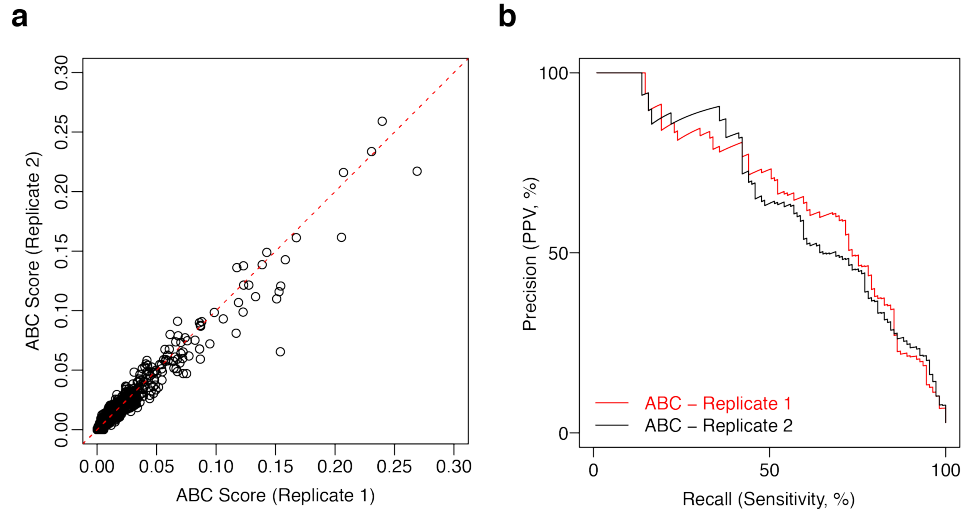 a
ABC Score (Replicate 2)
0.00 0.05 0.10 0.15 0.20 0.25 0.30
0.00 0.05 0.10 0.15 0.20 0.25 0.30
ABC Score (Replicate 1)
b
Precision (PPV, %)
100
50
0
ABC – Replicate 1
ABC – Replicate 2
0 50 100
Recall (Sensitivity, %)